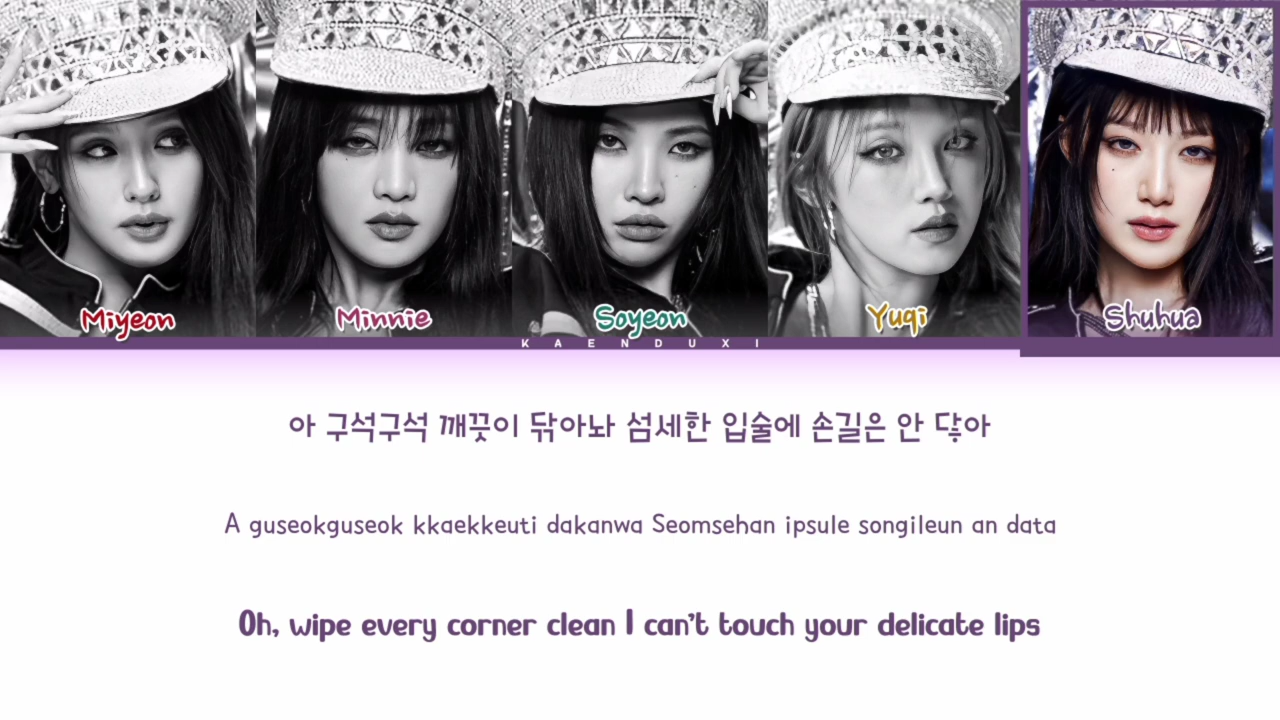 Miyeon
Minnie
Soyeon
Yuqi
Shuhua
KAENDUXI
아 구석구석 깨끗이 닦아놔 섬세한 입술에 손길은 안 닿아
A guseokguseok kkaekkeuti dakanwa Seomsehan ipsule songileun an data
Oh, wipe every corner clean I can't touch your delicate lips